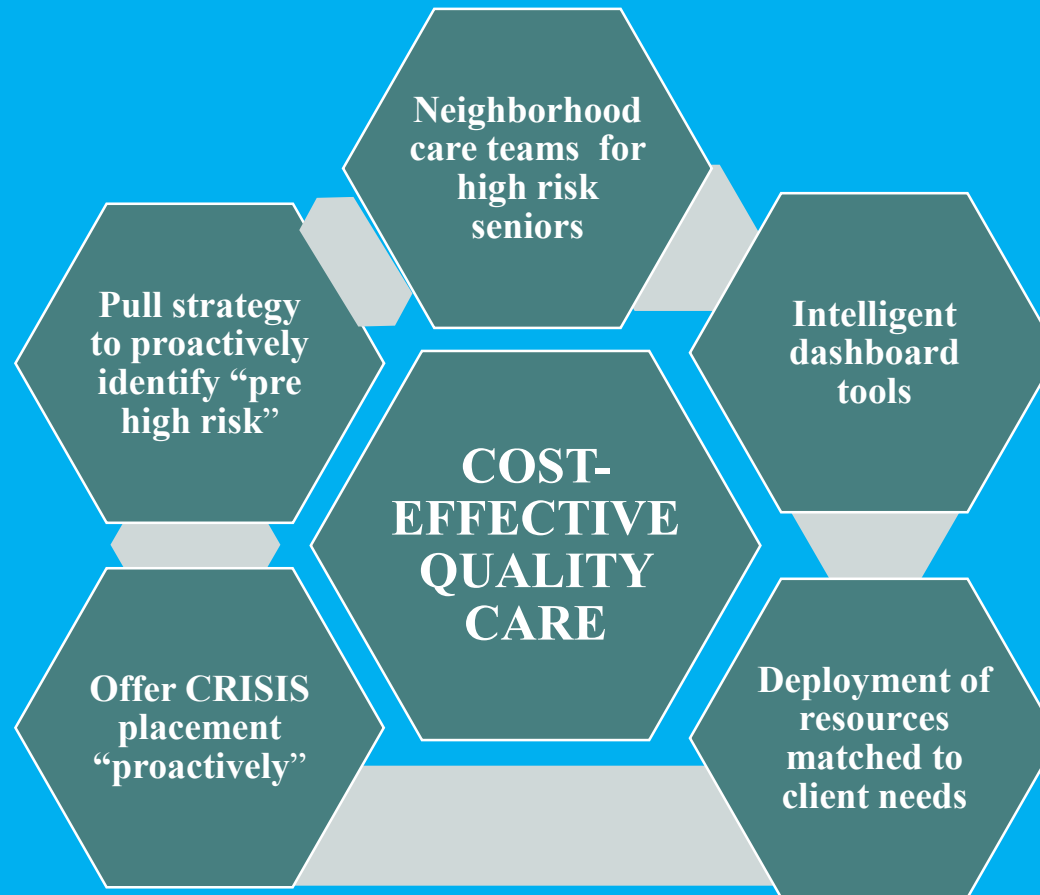 Neighborhood
care teams for
high risk
seniors
Pull strategy
to proactively
identify “pre
high risk”
Intelligent
dashboard
tools
COST-
EFFECTIVE
QUALITY
CARE
Offer CRISIS
placement
“proactively”
Deployment of
resources
matched to
client needs